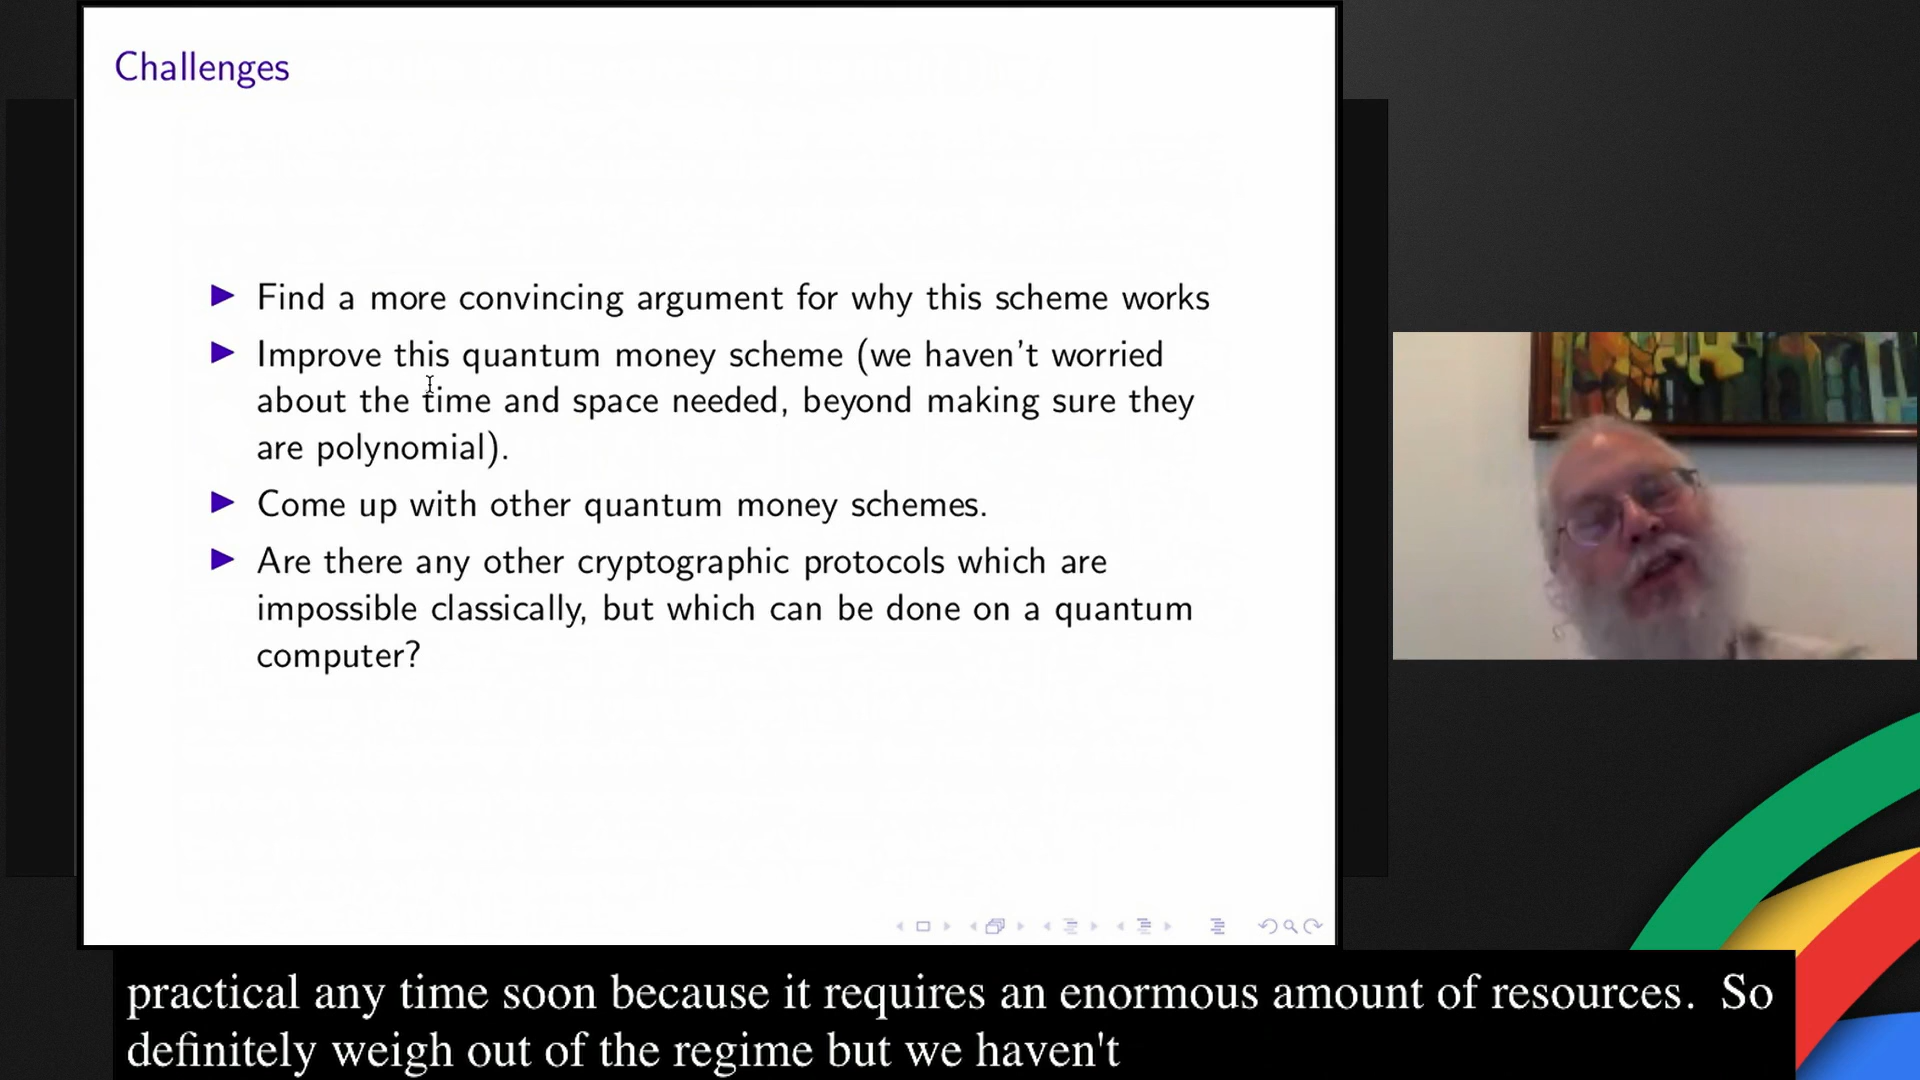 Challenges
Find a more convincing argument for why this scheme works
Improve this quantum money scheme (we haven't worried
about the time and space needed, beyond making sure they
are polynomial).
Come up with other quantum money schemes.
Are there any other cryptographic protocols which are
impossible classically, but which can be done on a quantum
computer?
practical any time soon because it requires an enormous amount of resources.  So
definitely weigh out of the regime but we haven't